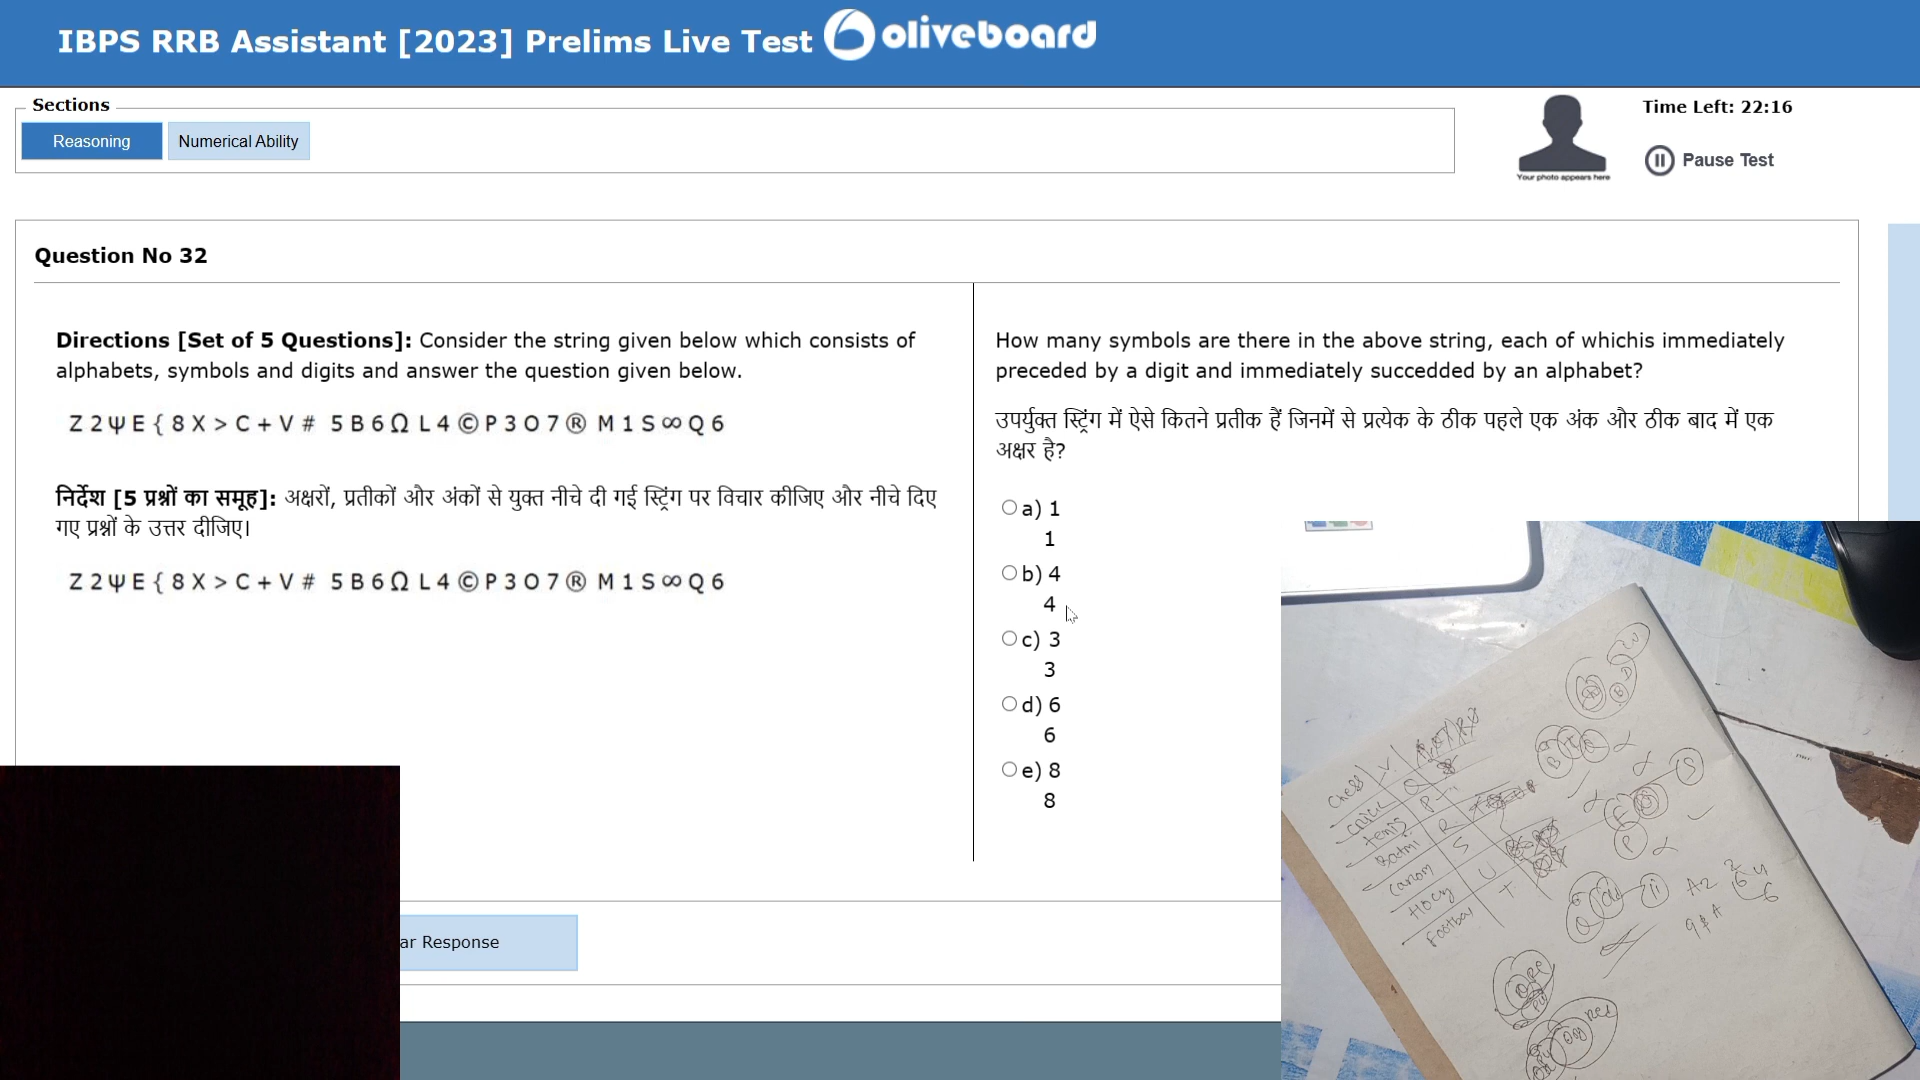 IBPS RRB Assistant [2023] Prelims Live Test oliveboard
Sections
Reasoning
Numerical Ability
Your photo appears here
Time Left: 22:16
Pause Test
Question No 32
Directions [Set of 5 Questions]: Consider the string given below which consists of
alphabets, symbols and digits and answer the question given below.
Z 2 Ψ E { 8 X > C + V # 5 B 6 Ω L 4 © P 3 O 7 ® M 1 S ∞ Q 6
निर्देश [5 प्रश्नों का समूह]: अक्षरों, प्रतीकों और अंकों से युक्त नीचे दी गई स्ट्रिंग पर विचार कीजिए और नीचे दिए
गए प्रश्नों के उत्तर दीजिए।
Z 2 Ψ E { 8 X > C + V # 5 B 6 Ω L 4 © P 3 O 7 ® M 1 S ∞ Q 6
How many symbols are there in the above string, each of whichis immediately
preceded by a digit and immediately succedded by an alphabet?
उपर्युक्त स्ट्रिंग में ऐसे कितने प्रतीक हैं जिनमें से प्रत्येक के ठीक पहले एक अंक और ठीक बाद में एक
अक्षर है?
a) 1
1
b) 4
4
c) 3
3
d) 6
6
e) 8
8
ar Response
Chess V
Q
P
R
S
Carrom
U
T
Football